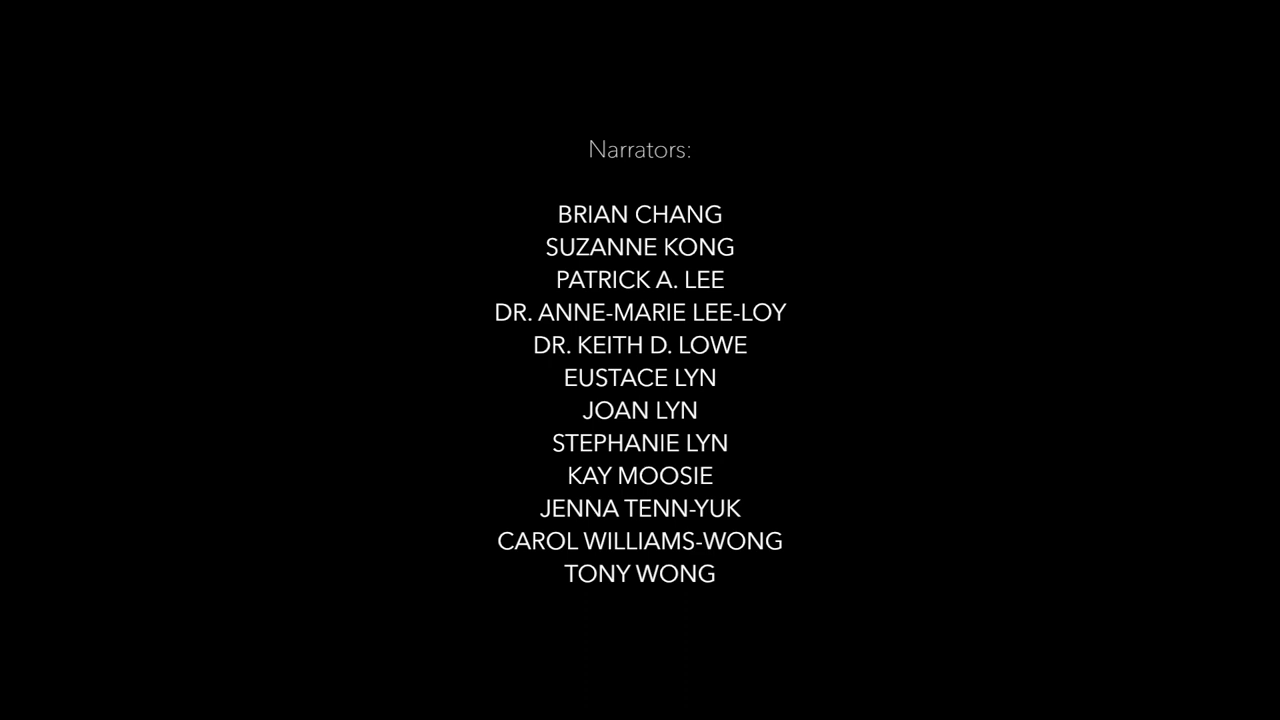 Narrators:
BRIAN CHANG
SUZANNE KONG
PATRICK A. LEE
DR. ANNE-MARIE LEE-LOY
DR. KEITH D. LOWE
EUSTACE LYN
JOAN LYN
STEPHANIE LYN
KAY MOOSIE
JENNA TENN-YUK
CAROL WILLIAMS-WONG
TONY WONG